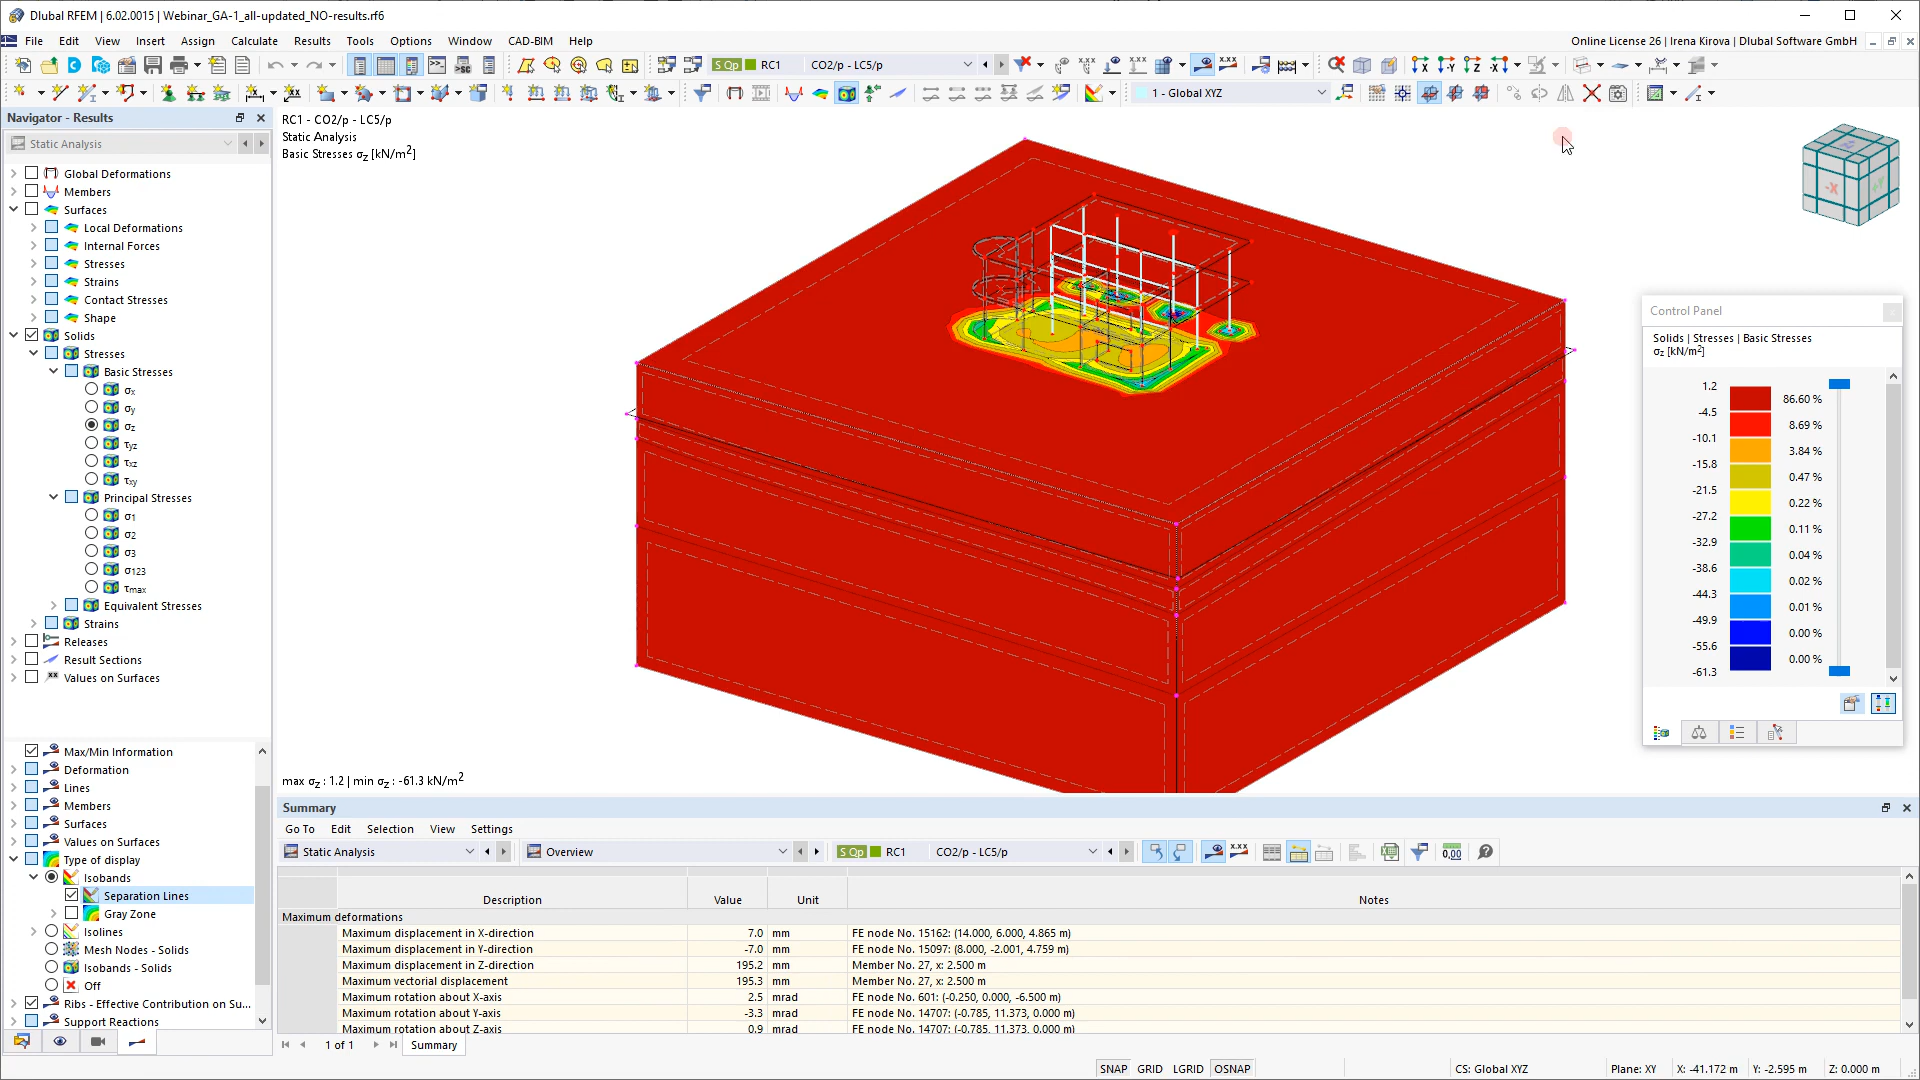 Dlubal RFEM | 6.02.0015 | Webinar_GA-1_all-updated_NO-results.rf6
File Edit View Insert Assign Calculate Results Tools Options Window CAD-BIM Help
Online License 26 | Irena Kirova | Dlubal Software GmbH
S Qp RC1 CO2/p - LC5/p
1 - Global XYZ
Navigator - Results
Static Analysis
Global Deformations
Members
Surfaces
Local Deformations
Internal Forces
Stresses
Strains
Contact Stresses
Shape
Solids
Stresses
Basic Stresses
σx
σy
σz
τyz
τxz
τxy
Principal Stresses
σ1
σ2
σ3
σ123
τmax
Equivalent Stresses
Strains
Releases
Result Sections
Values on Surfaces
Max/Min Information
Deformation
Lines
Members
Surfaces
Values on Surfaces
Type of display
Isobands
Separation Lines
Gray Zone
Isolines
Mesh Nodes - Solids
Isobands - Solids
Off
Ribs - Effective Contribution on Su...
Support Reactions
RC1 - CO2/p - LC5/p
Static Analysis
Basic Stresses σz [kN/m²]
-X
max σz : 1.2 | min σz : -61.3 kN/m²
Control Panel
Solids | Stresses | Basic Stresses
σz [kN/m²]
1.2
86.60 %
-4.5
8.69 %
-10.1
3.84 %
-15.8
0.47 %
-21.5
0.22 %
-27.2
0.11 %
-32.9
0.04 %
-38.6
0.02 %
-44.3
0.01 %
-49.9
0.00 %
-55.6
0.00 %
-61.3
Summary
Go To Edit Selection View Settings
Static Analysis Overview S Qp RC1 CO2/p - LC5/p
Description Value Unit Notes
Maximum deformations
Maximum displacement in X-direction 7.0 mm FE node No. 15162: (14.000, 6.000, 4.865 m)
Maximum displacement in Y-direction -7.0 mm FE node No. 15097: (8.000, -2.001, 4.759 m)
Maximum displacement in Z-direction 195.2 mm Member No. 27, x: 2.500 m
Maximum vectorial displacement 195.3 mm Member No. 27, x: 2.500 m
Maximum rotation about X-axis 2.5 mrad FE node No. 601: (-0.250, 0.000, -6.500 m)
Maximum rotation about Y-axis -3.3 mrad FE node No. 14707: (-0.785, 11.373, 0.000 m)
Maximum rotation about Z-axis 0.9 mrad FE node No. 14707: (-0.785, 11.373, 0.000 m)
1 of 1 Summary
SNAP GRID LGRID OSNAP CS: Global XYZ Plane: XY X: -41.172 m Y: -2.595 m Z: 0.000 m